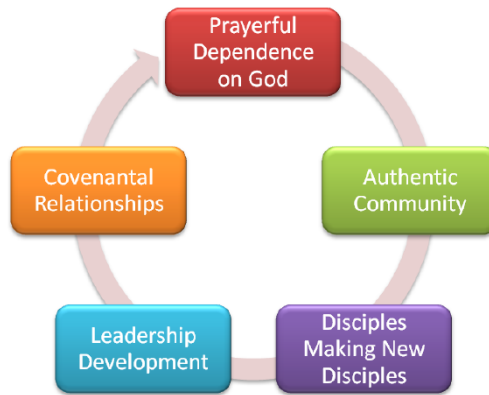 Prayerful
Dependence
on God
Authentic
Community
Disciples
Making New
Disciples
Leadership
Development
Covenantal
Relationships